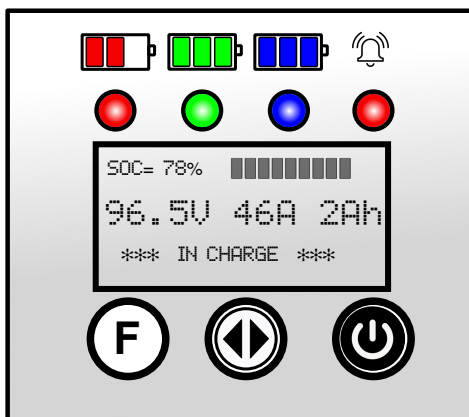 SOC= 78%
96.5V 46A 2Ah
*** IN CHARGE ***
F